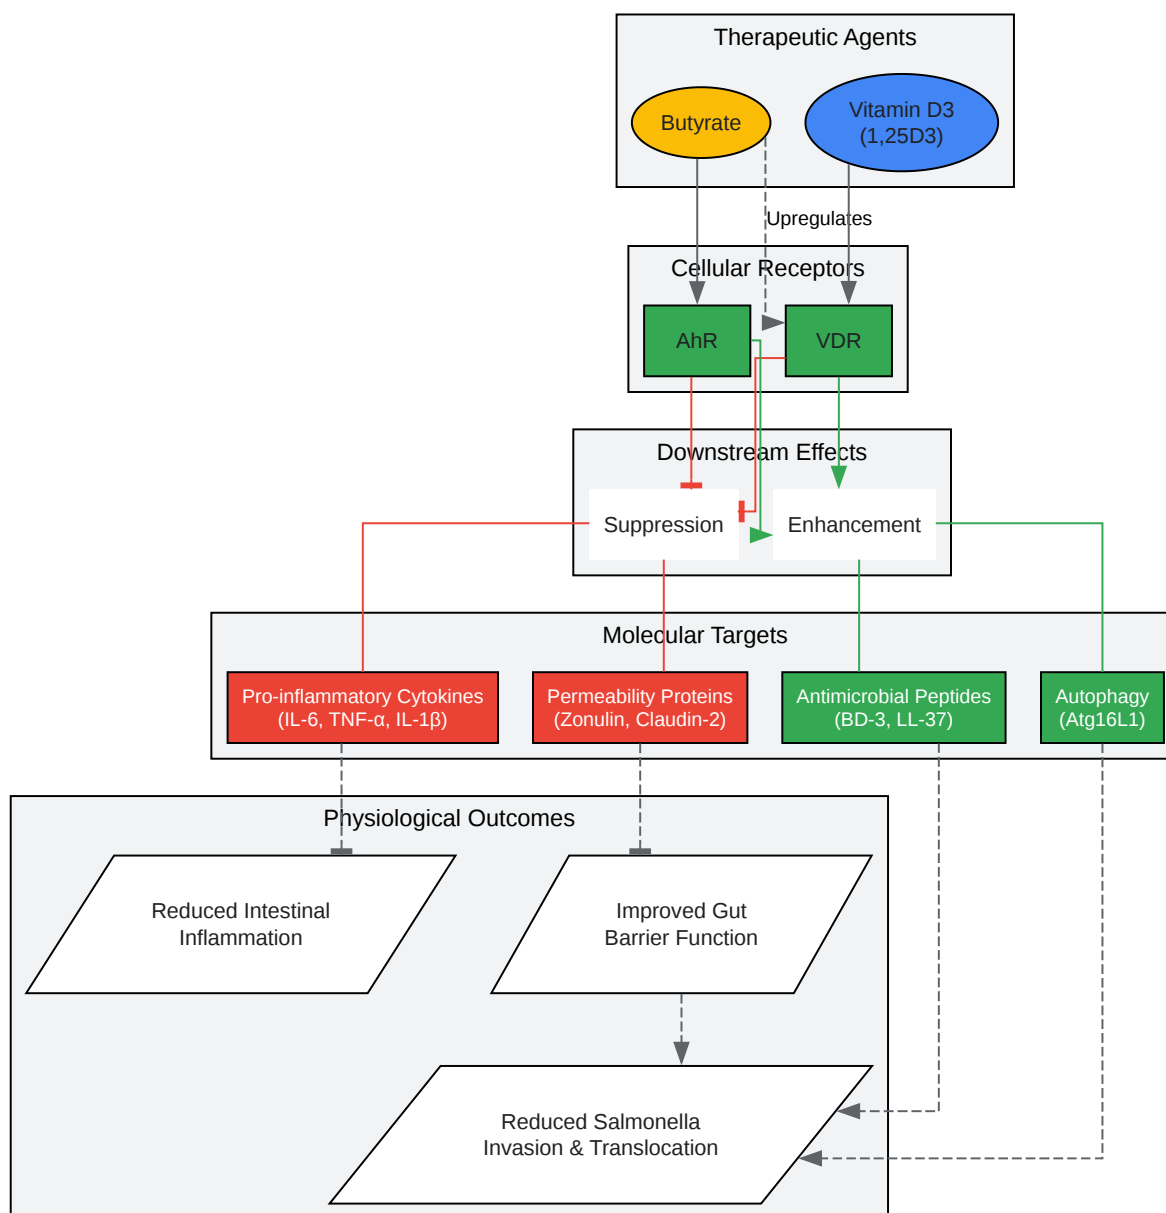 Therapeutic Agents
Butyrate
Vitamin D3
(1,25D3)
Upregulates
Cellular Receptors
AhR
VDR
Downstream Effects
Suppression
Enhancement
Molecular Targets
Pro-inflammatory Cytokines
(IL-6, TNF-α, IL-1β)
Permeability Proteins
(Zonulin, Claudin-2)
Antimicrobial Peptides
(BD-3, LL-37)
Autophagy
(Atg16L1)
Physiological Outcomes
Reduced Intestinal
Inflammation
Improved Gut
Barrier Function
Reduced Salmonella
Invasion & Translocation